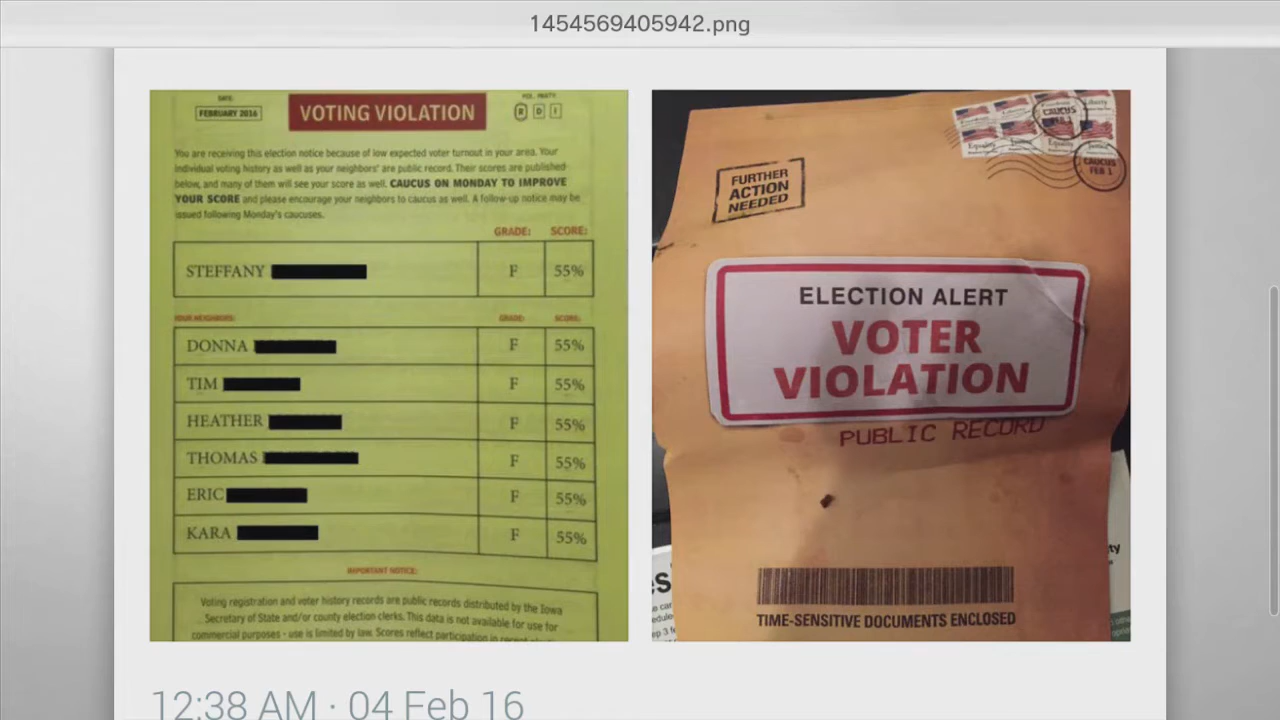 1454569405942.png
DATE:
FEBRUARY 2016
VOTING VIOLATION
R D I
You are receiving this election notice because of low expected voter turnout in your area. Your
individual voting history as well as your neighbors' are public record. Their scores are published
below, and many of them will see your score as well. CAUCUS ON MONDAY TO IMPROVE
YOUR SCORE and please encourage your neighbors to caucus as well. A follow-up notice may be
issued following Monday's caucuses.
GRADE: SCORE:
STEFFANY F 55%
YOUR NEIGHBORS: GRADE: SCORE:
DONNA F 55%
TIM F 55%
HEATHER F 55%
THOMAS F 55%
ERIC F 55%
KARA F 55%
IMPORTANT NOTICE:
Voting registration and voter history records are public records distributed by the Iowa
Secretary of State and/or county election clerks. This data is not available for use for
commercial purposes - use is limited by law. Scores reflect participation in recent
FURTHER
ACTION
NEEDED
Liberty
Equality
CAUCUS
FEB 1
CAUCUS
FEB 1
ELECTION ALERT
VOTER
VIOLATION
PUBLIC RECORD
TIME-SENSITIVE DOCUMENTS ENCLOSED
12:38 AM · 04 Feb 16